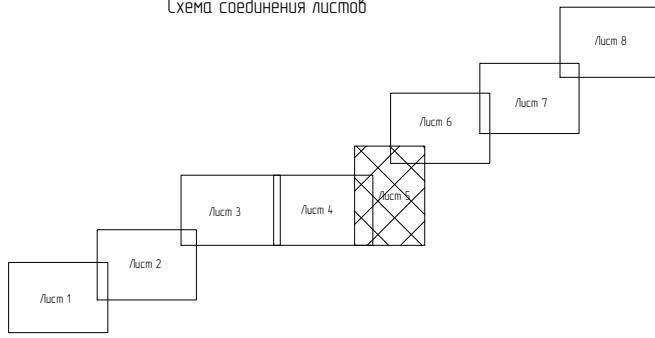 Схема соединения листов
Лист 8
Лист 7
Лист 6
Лист 5
Лист 3
Лист 4
Лист 2
Лист 1